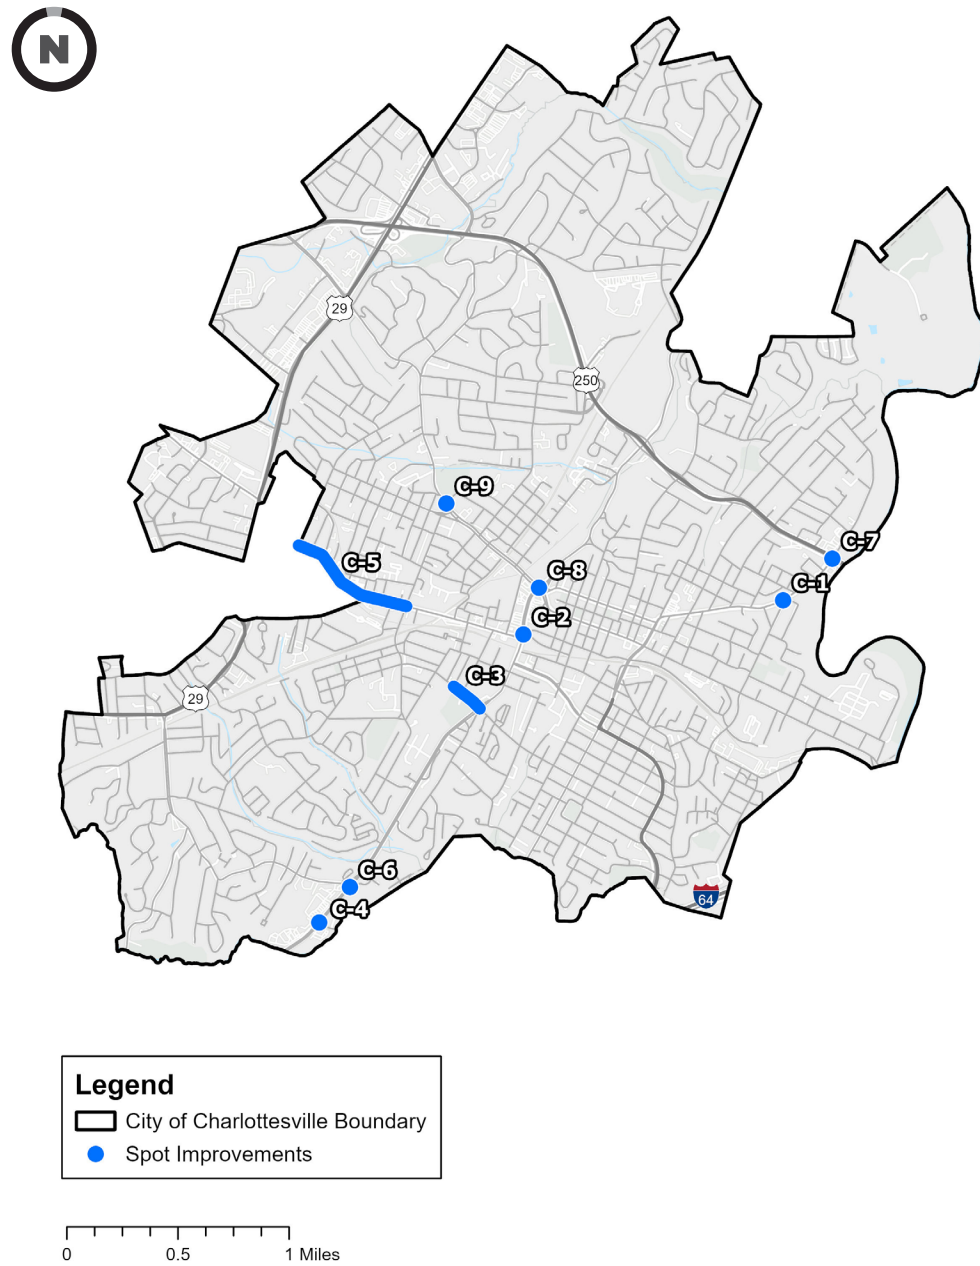 N
29
250
C-9
C-7
C-5
C-8
C-1
C-2
C-3
29
C-6
64
C-4
Legend
City of Charlottesville Boundary
Spot Improvements
0 0.5 1 Miles